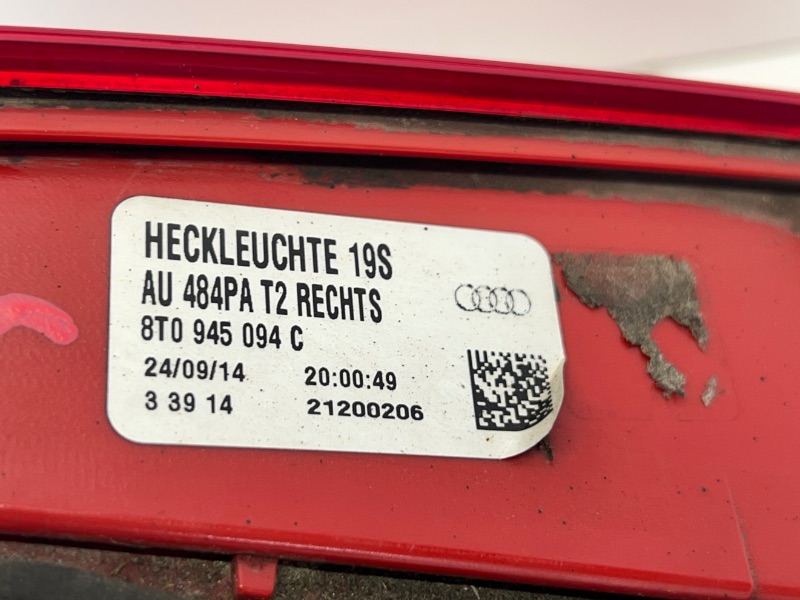 HECKLEUCHTE 19S
AU 484PA T2 RECHTS
8T0 945 094 C
24/09/14 20:00:49
3 39 14 21200206